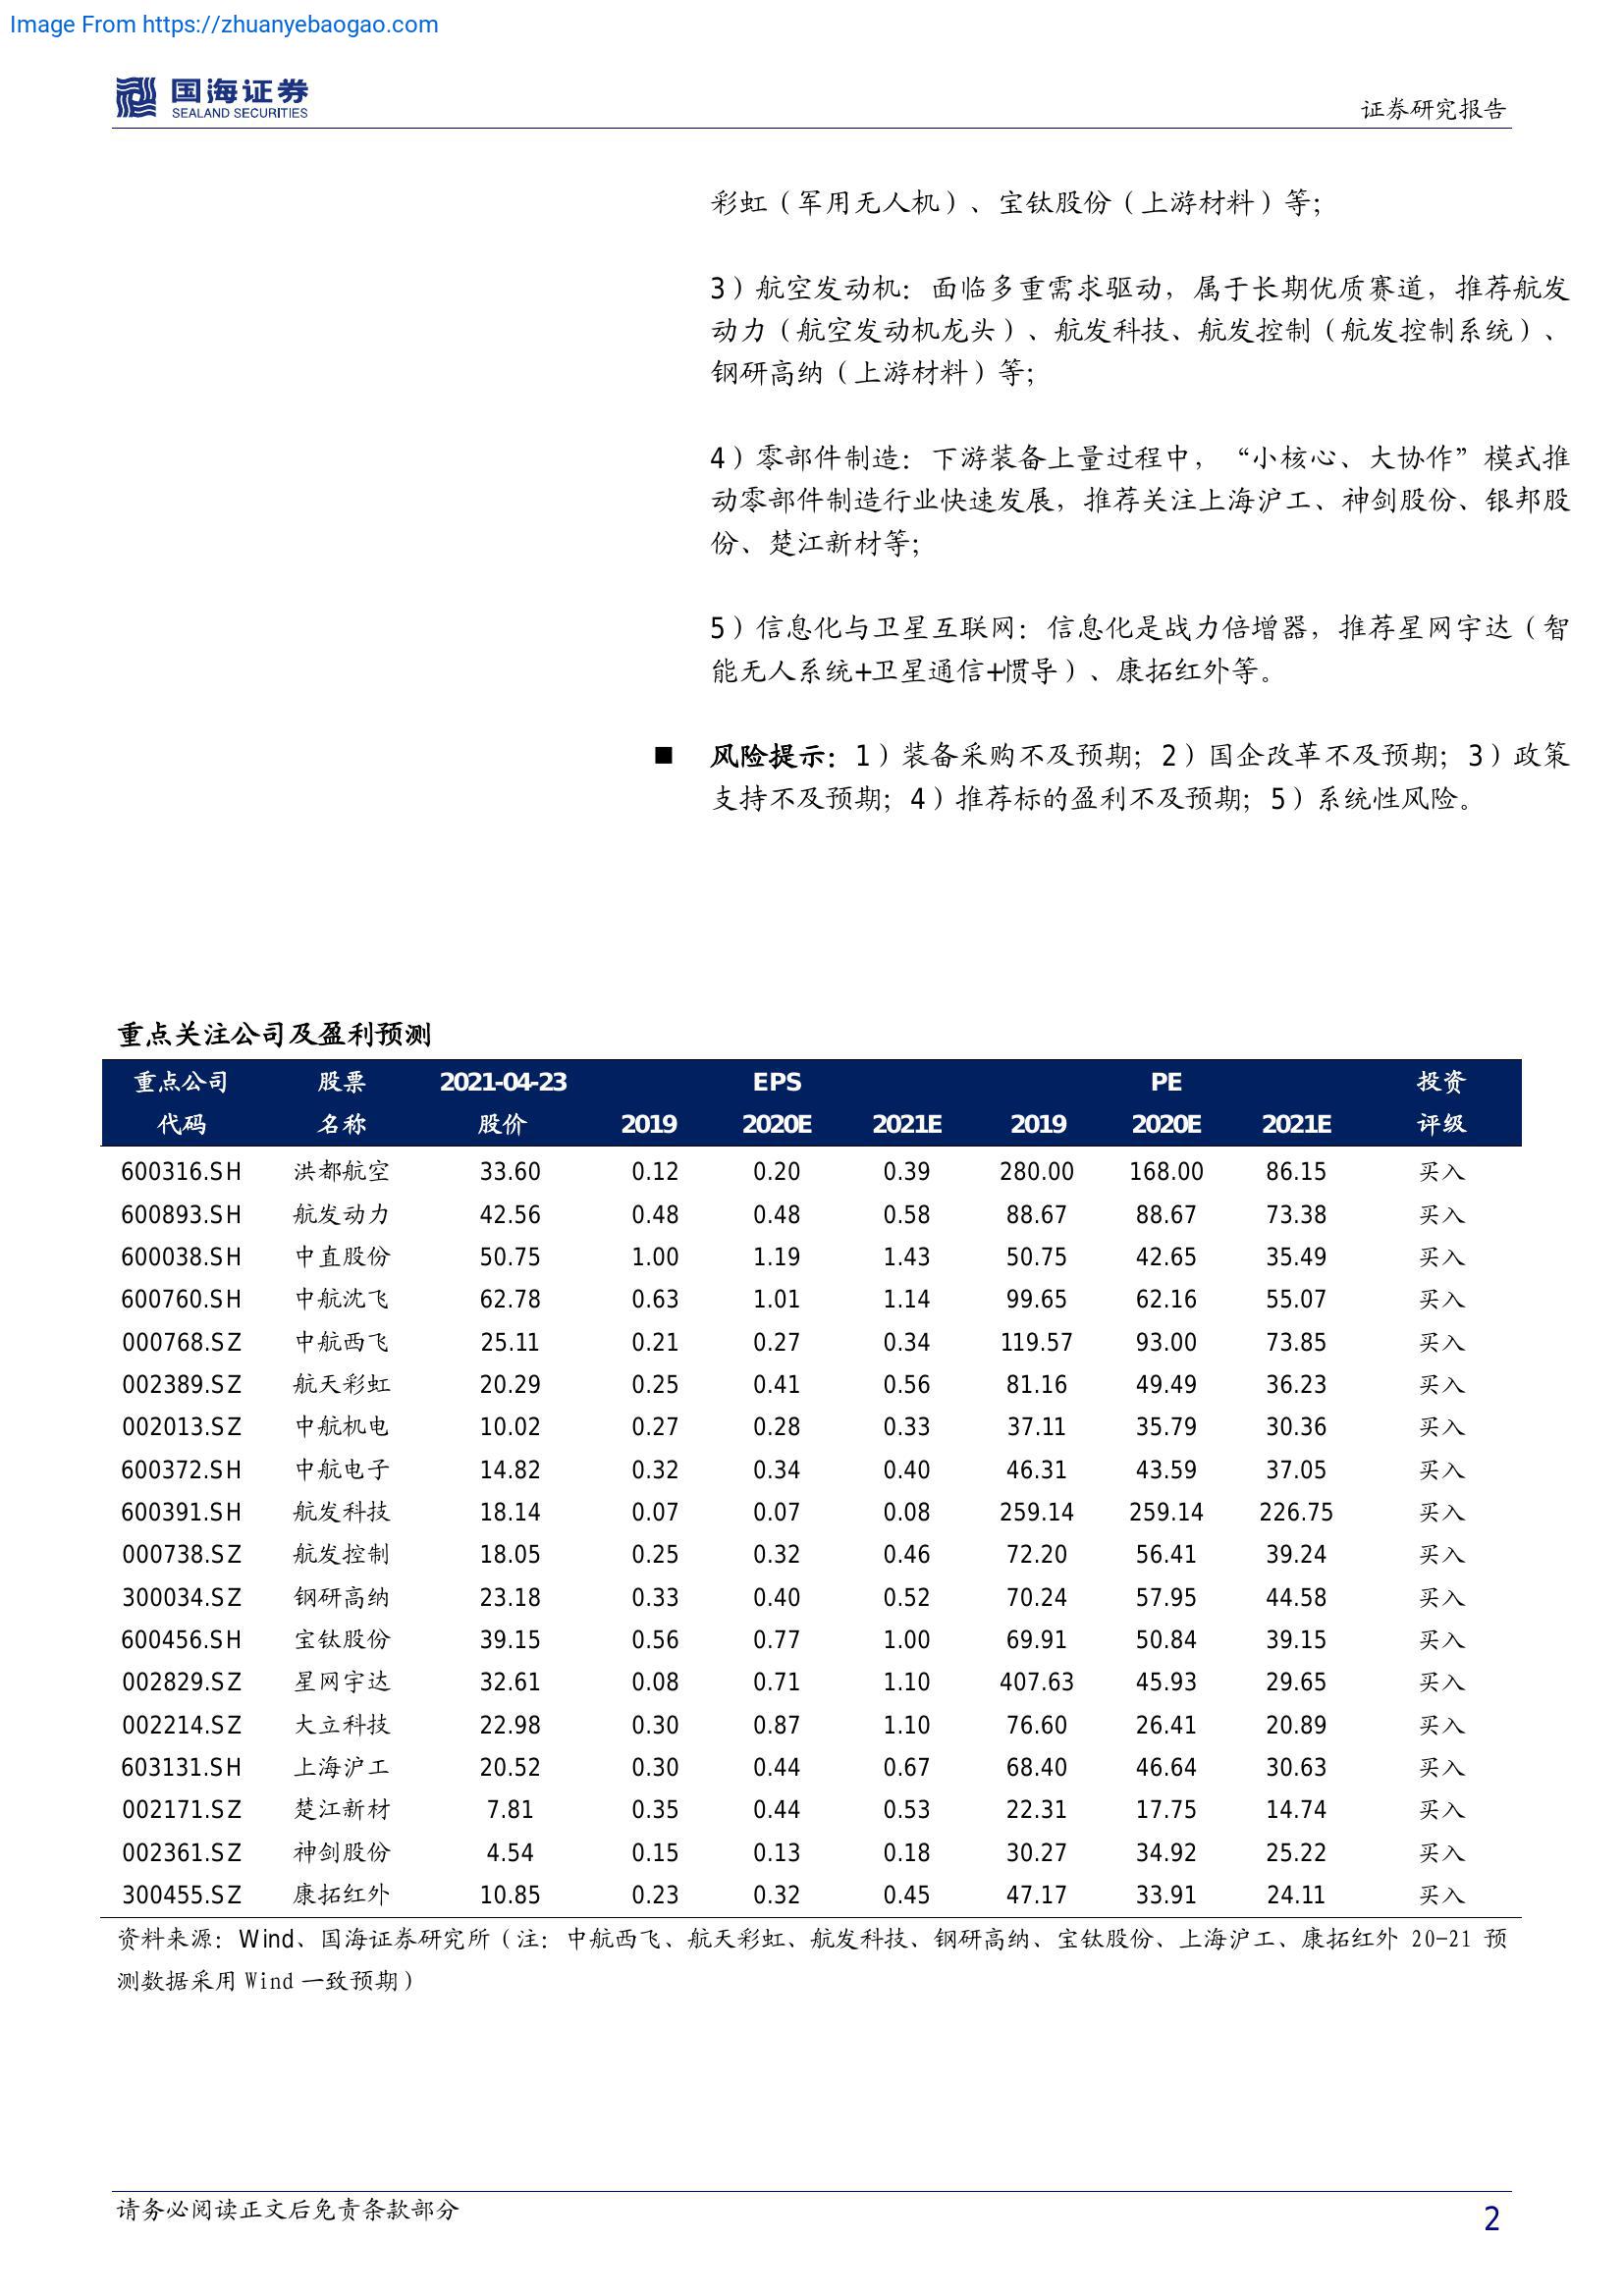 Image From https://zhuanyebaogao.com
国海证券
SEALAND SECURITIES
证券研究报告
彩虹（军用无人机）、宝钛股份（上游材料）等；
3）航空发动机：面临多重需求驱动，属于长期优质赛道，推荐航发
动力（航空发动机龙头）、航发科技、航发控制（航发控制系统）、
钢研高纳（上游材料）等；
4）零部件制造：下游装备上量过程中，“小核心、大协作”模式推
动零部件制造行业快速发展，推荐关注上海沪工、神剑股份、银邦股
份、楚江新材等；
5）信息化与卫星互联网：信息化是战力倍增器，推荐星网宇达（智
能无人系统+卫星通信+惯导）、康拓红外等。
■ 风险提示：1）装备采购不及预期；2）国企改革不及预期；3）政策
支持不及预期；4）推荐标的盈利不及预期；5）系统性风险。
重点关注公司及盈利预测
重点公司 股票 2021-04-23 EPS PE 投资
代码 名称 股价 2019 2020E 2021E 2019 2020E 2021E 评级
600316.SH 洪都航空 33.60 0.12 0.20 0.39 280.00 168.00 86.15 买入
600893.SH 航发动力 42.56 0.48 0.48 0.58 88.67 88.67 73.38 买入
600038.SH 中直股份 50.75 1.00 1.19 1.43 50.75 42.65 35.49 买入
600760.SH 中航沈飞 62.78 0.63 1.01 1.14 99.65 62.16 55.07 买入
000768.SZ 中航西飞 25.11 0.21 0.27 0.34 119.57 93.00 73.85 买入
002389.SZ 航天彩虹 20.29 0.25 0.41 0.56 81.16 49.49 36.23 买入
002013.SZ 中航机电 10.02 0.27 0.28 0.33 37.11 35.79 30.36 买入
600372.SH 中航电子 14.82 0.32 0.34 0.40 46.31 43.59 37.05 买入
600391.SH 航发科技 18.14 0.07 0.07 0.08 259.14 259.14 226.75 买入
000738.SZ 航发控制 18.05 0.25 0.32 0.46 72.20 56.41 39.24 买入
300034.SZ 钢研高纳 23.18 0.33 0.40 0.52 70.24 57.95 44.58 买入
600456.SH 宝钛股份 39.15 0.56 0.77 1.00 69.91 50.84 39.15 买入
002829.SZ 星网宇达 32.61 0.08 0.71 1.10 407.63 45.93 29.65 买入
002214.SZ 大立科技 22.98 0.30 0.87 1.10 76.60 26.41 20.89 买入
603131.SH 上海沪工 20.52 0.30 0.44 0.67 68.40 46.64 30.63 买入
002171.SZ 楚江新材 7.81 0.35 0.44 0.53 22.31 17.75 14.74 买入
002361.SZ 神剑股份 4.54 0.15 0.13 0.18 30.27 34.92 25.22 买入
300455.SZ 康拓红外 10.85 0.23 0.32 0.45 47.17 33.91 24.11 买入
资料来源：Wind、国海证券研究所（注：中航西飞、航天彩虹、航发科技、钢研高纳、宝钛股份、上海沪工、康拓红外 20-21 预
测数据采用 Wind 一致预期）
请务必阅读正文后免责条款部分
2